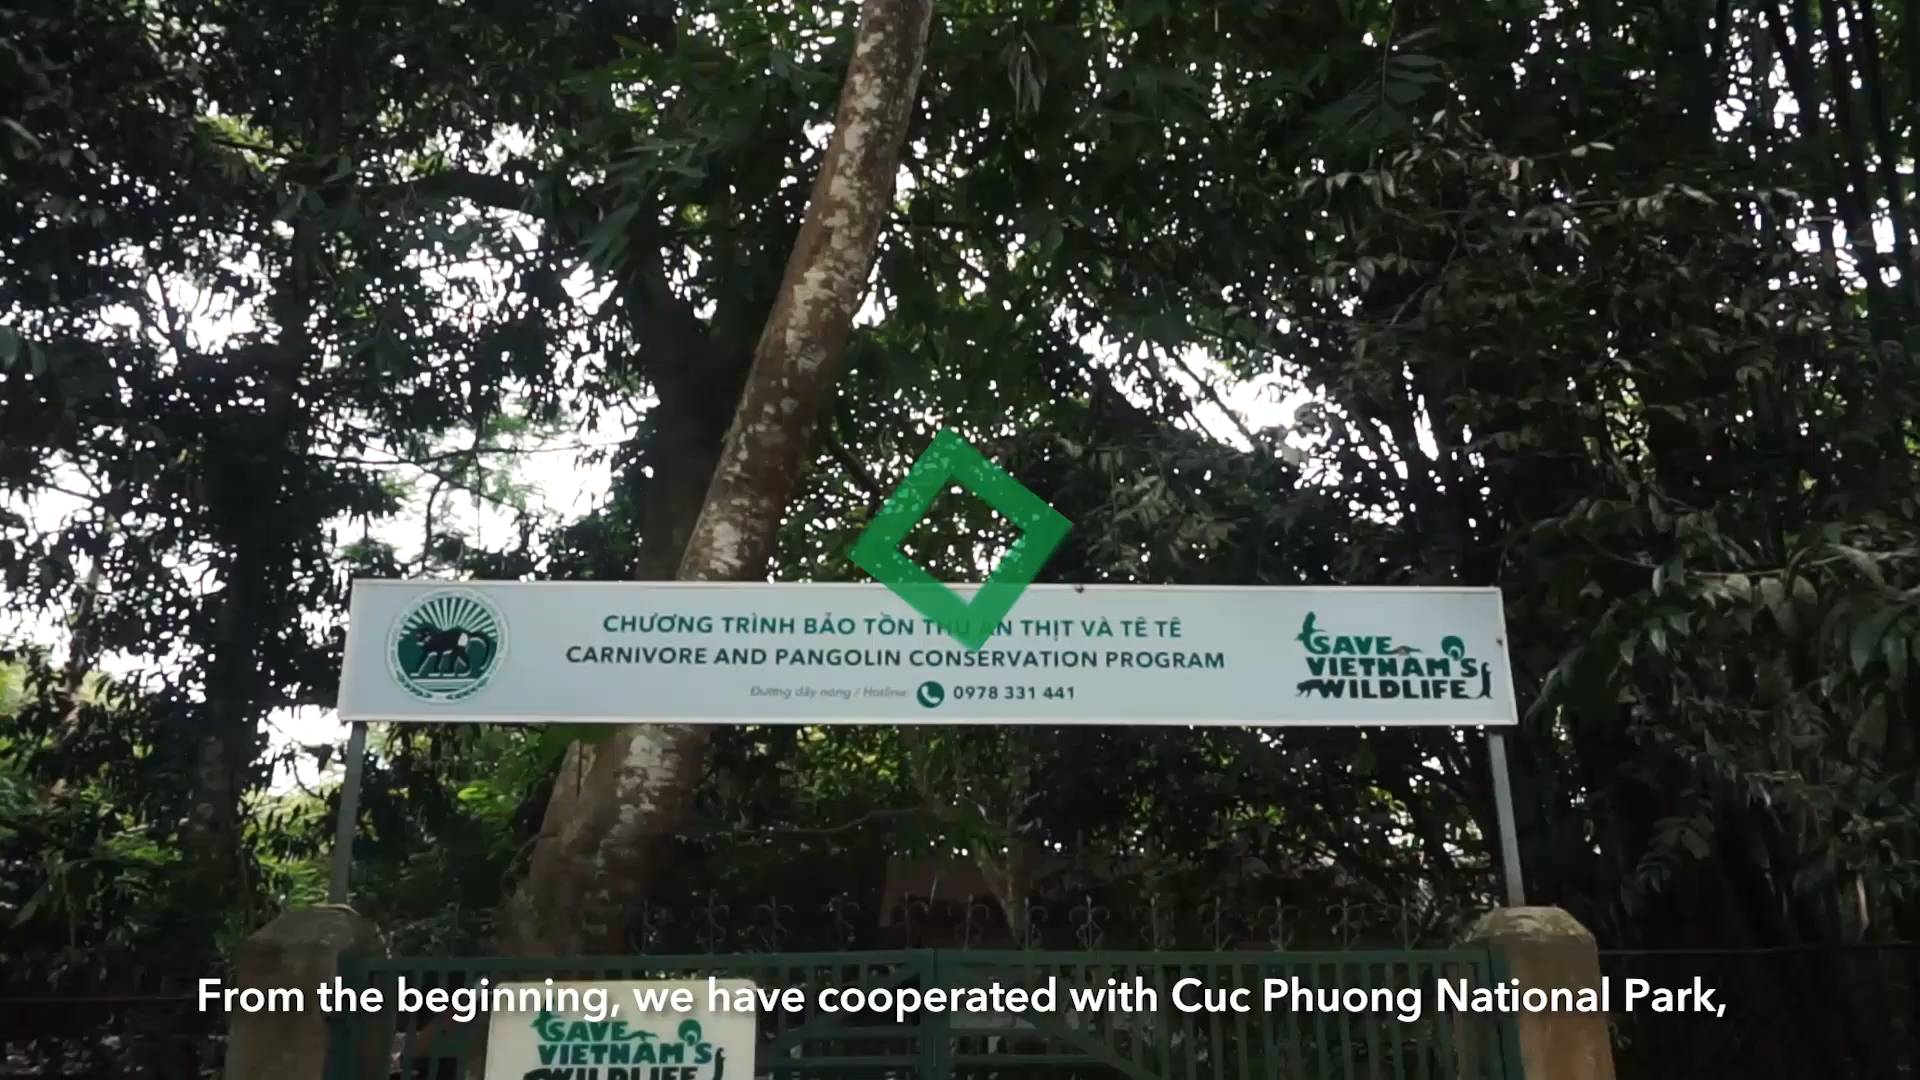 CHƯƠNG TRÌNH BẢO TỒN THÚ ĂN THỊT VÀ TÊ TÊ
CARNIVORE AND PANGOLIN CONSERVATION PROGRAM
Đường dây nóng / Hotline: 0978 331 441
SAVE
VIETNAM'S
WILDLIFE
From the beginning, we have cooperated with Cuc Phuong National Park,
SAVE
VIETNAM'S
WILDLIFE